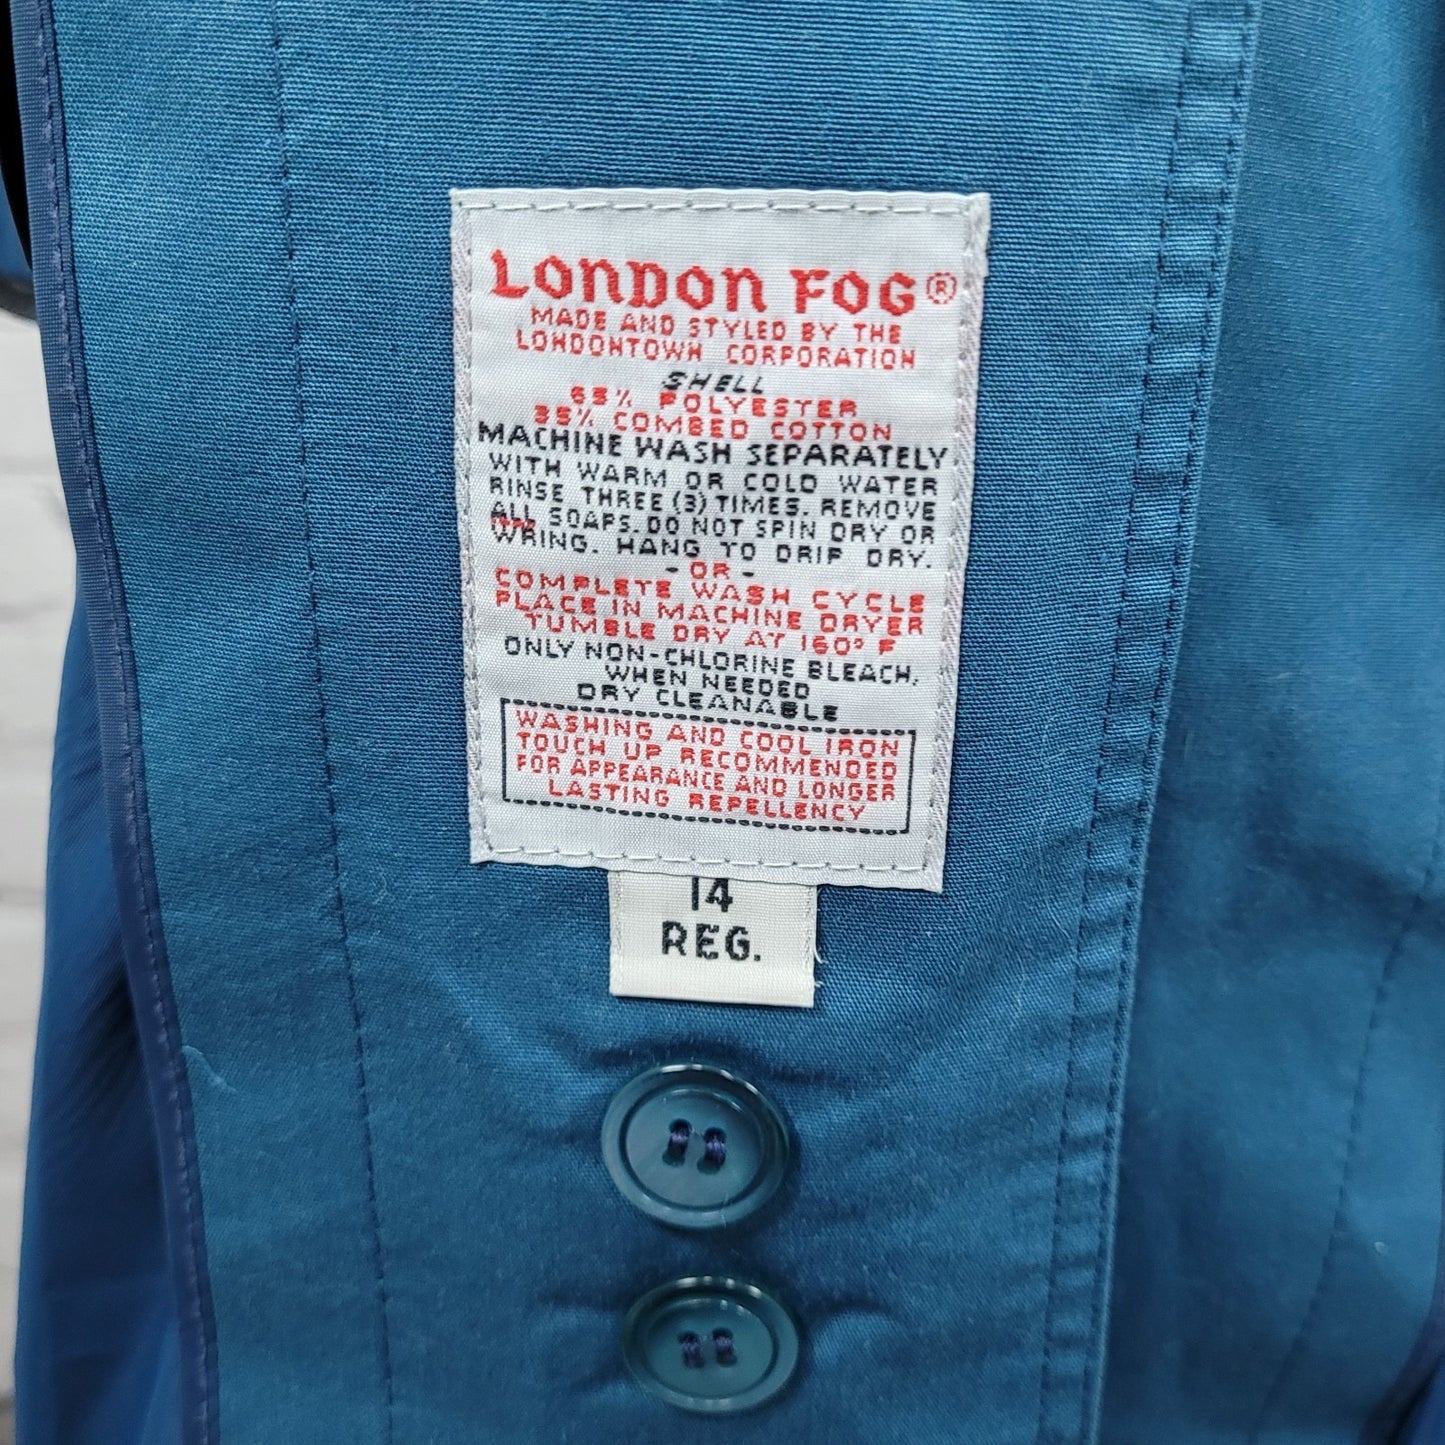 LONDON FOG®
MADE AND STYLED BY THE
LONDONTOWN CORPORATION
SHELL
65% POLYESTER
35% COMBED COTTON
MACHINE WASH SEPARATELY
WITH WARM OR COLD WATER
RINSE THREE (3) TIMES. REMOVE
ALL SOAPS. DO NOT SPIN DRY OR
WRING. HANG TO DRIP DRY.
- OR -
COMPLETE WASH CYCLE
PLACE IN MACHINE DRYER
TUMBLE DRY AT 160° F
ONLY NON-CHLORINE BLEACH,
WHEN NEEDED
DRY CLEANABLE
WASHING AND COOL IRON
TOUCH UP RECOMMENDED
FOR APPEARANCE AND LONGER
LASTING REPELLENCY
14
REG.